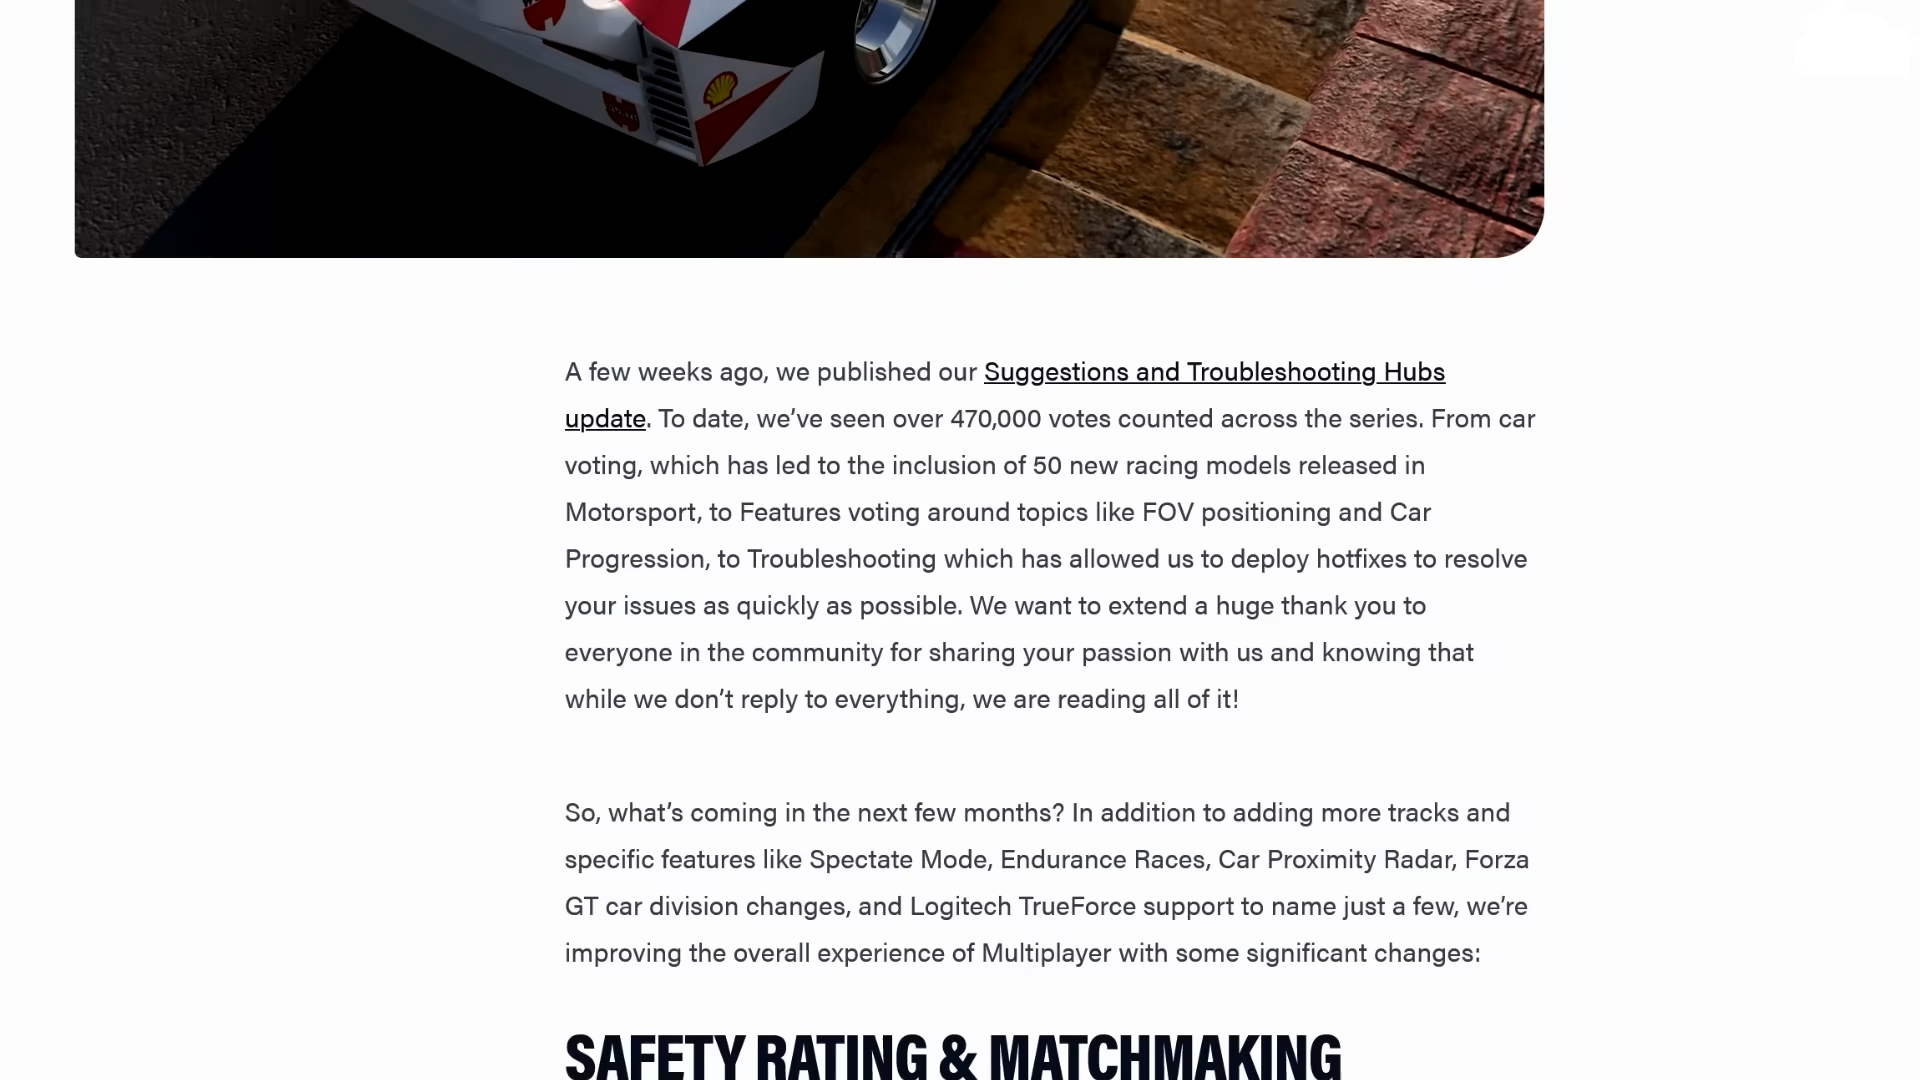 A few weeks ago, we published our Suggestions and Troubleshooting Hubs
update. To date, we’ve seen over 470,000 votes counted across the series. From car
voting, which has led to the inclusion of 50 new racing models released in
Motorsport, to Features voting around topics like FOV positioning and Car
Progression, to Troubleshooting which has allowed us to deploy hotfixes to resolve
your issues as quickly as possible. We want to extend a huge thank you to
everyone in the community for sharing your passion with us and knowing that
while we don’t reply to everything, we are reading all of it!
So, what’s coming in the next few months? In addition to adding more tracks and
specific features like Spectate Mode, Endurance Races, Car Proximity Radar, Forza
GT car division changes, and Logitech TrueForce support to name just a few, we’re
improving the overall experience of Multiplayer with some significant changes:
SAFETY RATING & MATCHMAKING